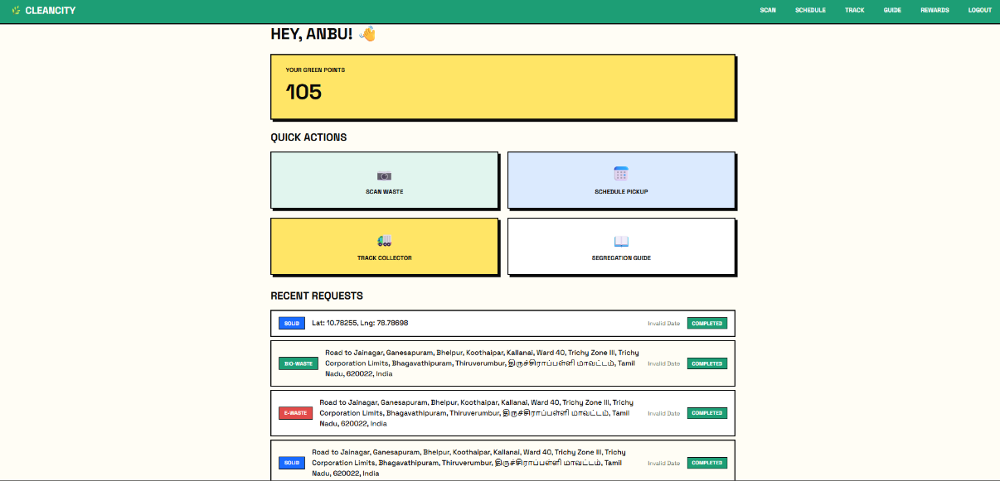 CLEANCITY
SCAN SCHEDULE TRACK GUIDE REWARDS LOGOUT
HEY, ANBU!
YOUR GREEN POINTS
105
QUICK ACTIONS
SCAN WASTE
SCHEDULE PICKUP
TRACK COLLECTOR
SEGREGATION GUIDE
RECENT REQUESTS
SOLID Lat: 10.78255, Lng: 78.78698 Invalid Date COMPLETED
Road to Jainagar, Ganesapuram, Bhelpur, Koothaipar, Kallanai, Ward 40, Trichy Zone III, Trichy
BIO-WASTE Corporation Limits, Bhagavathipuram, Thiruverumbur, திருச்சிராப்பள்ளி மாவட்டம், Tamil Invalid Date COMPLETED
Nadu, 620022, India
Road to Jainagar, Ganesapuram, Bhelpur, Koothaipar, Kallanai, Ward 40, Trichy Zone III, Trichy
E-WASTE Corporation Limits, Bhagavathipuram, Thiruverumbur, திருச்சிராப்பள்ளி மாவட்டம், Tamil Invalid Date COMPLETED
Nadu, 620022, India
Road to Jainagar, Ganesapuram, Bhelpur, Koothaipar, Kallanai, Ward 40, Trichy Zone III, Trichy
SOLID Corporation Limits, Bhagavathipuram, Thiruverumbur, திருச்சிராப்பள்ளி மாவட்டம், Tamil Invalid Date COMPLETED
Nadu, 620022, India